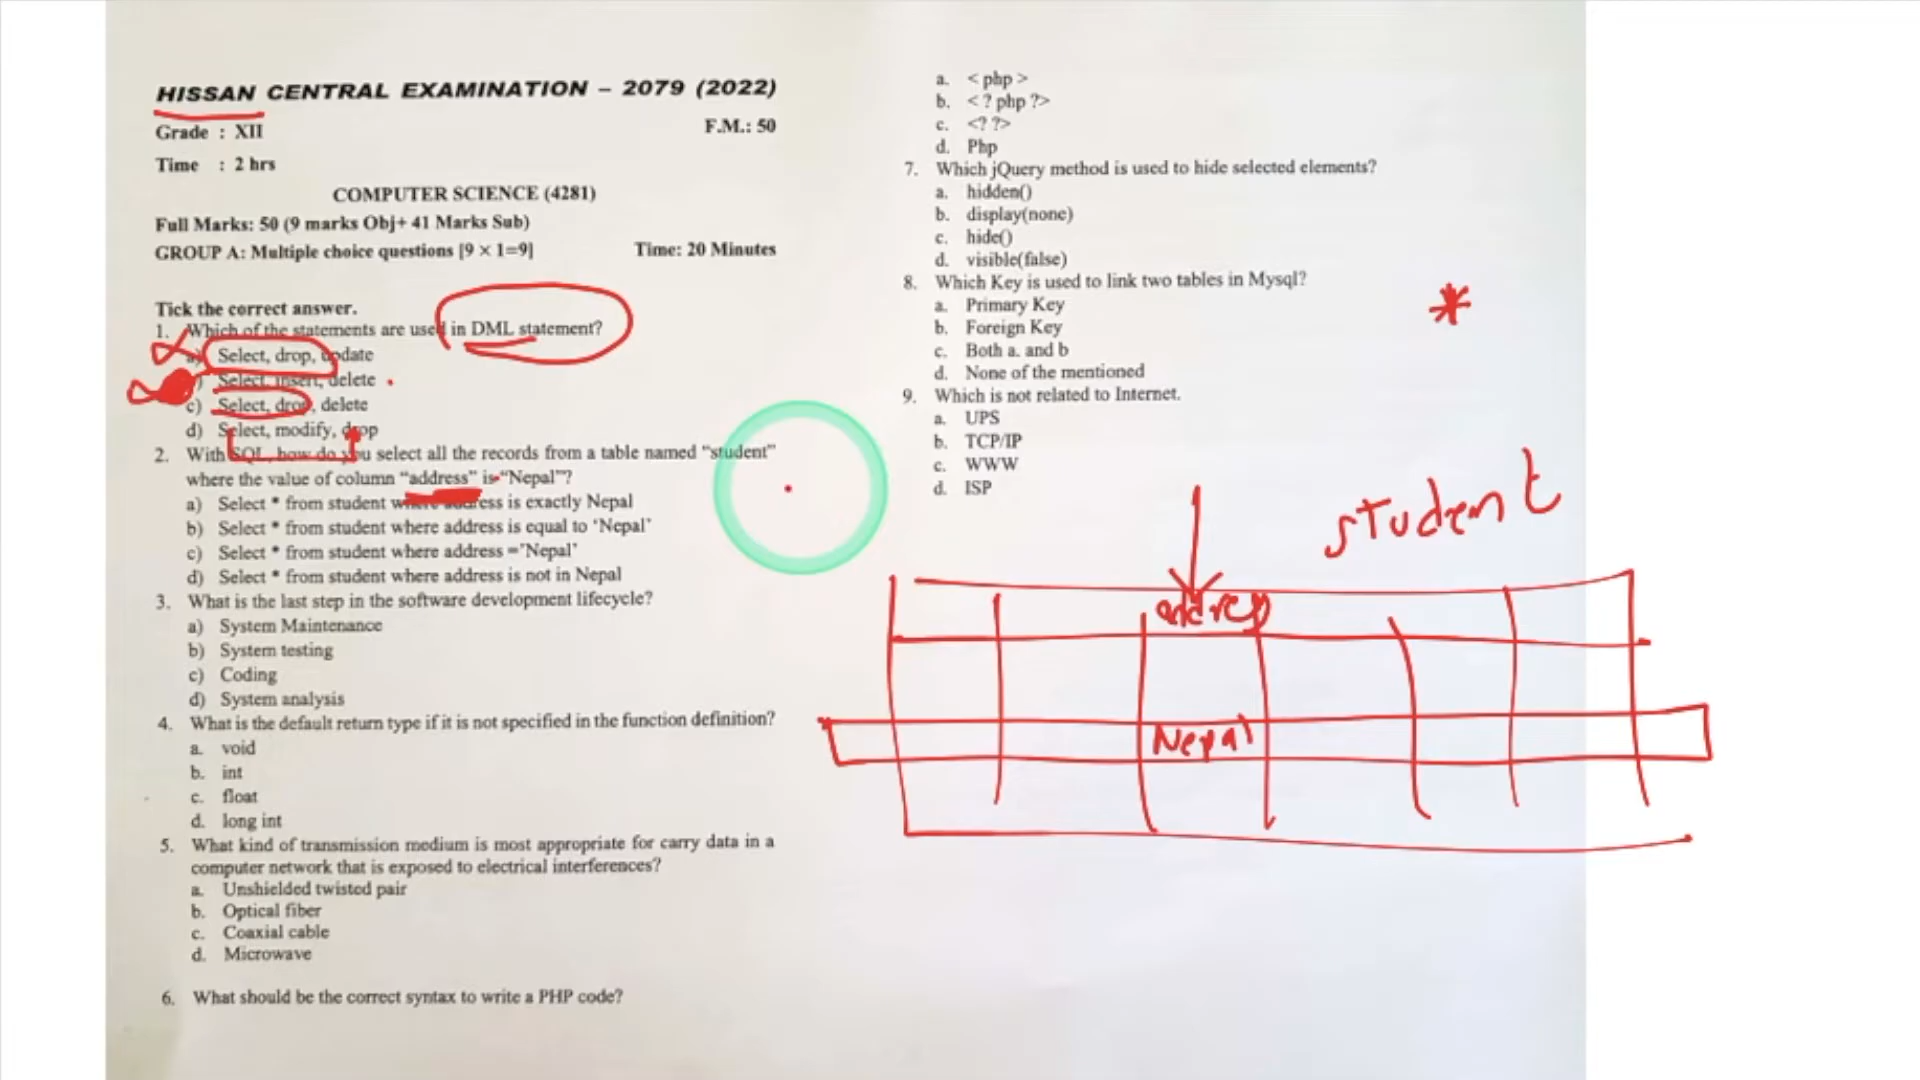 HISSAN CENTRAL EXAMINATION – 2079 (2022)
Grade : XII
F.M.: 50
Time : 2 hrs
COMPUTER SCIENCE (4281)
Full Marks: 50 (9 marks Obj+ 41 Marks Sub)
GROUP A: Multiple choice questions [9 × 1=9] Time: 20 Minutes
Tick the correct answer.
1. Which of the statements are used in DML statement?
a) Select, drop, update
b) Select, insert, delete
c) Select, drop, delete
d) Select, modify, drop
2. With SQL, how do you select all the records from a table named “student”
where the value of column “address” is “Nepal”?
a) Select * from student where address is exactly Nepal
b) Select * from student where address is equal to ‘Nepal’
c) Select * from student where address =’Nepal’
d) Select * from student where address is not in Nepal
3. What is the last step in the software development lifecycle?
a) System Maintenance
b) System testing
c) Coding
d) System analysis
4. What is the default return type if it is not specified in the function definition?
a. void
b. int
c. float
d. long int
5. What kind of transmission medium is most appropriate for carry data in a
computer network that is exposed to electrical interferences?
a. Unshielded twisted pair
b. Optical fiber
c. Coaxial cable
d. Microwave
6. What should be the correct syntax to write a PHP code?
a. < php >
b. < ? php ?>
c. <? ?>
d. Php
7. Which jQuery method is used to hide selected elements?
a. hidden()
b. display(none)
c. hide()
d. visible(false)
8. Which Key is used to link two tables in Mysql?
a. Primary Key
b. Foreign Key
c. Both a. and b
d. None of the mentioned
9. Which is not related to Internet.
a. UPS
b. TCP/IP
c. WWW
d. ISP
*
student
address
Nepal